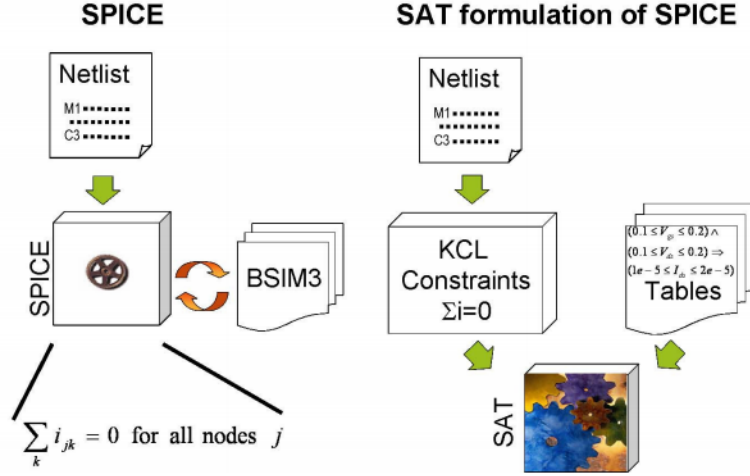 SPICE
Netlist
M1
C3
SPICE
BSIM3
∑_k i_jk = 0 for all nodes j
SAT formulation of SPICE
Netlist
M1
C3
KCL
Constraints
Σi=0
(0.1 ≤ V_gs ≤ 0.2) ∧
(0.1 ≤ V_ds ≤ 0.2) ⇒
(1e − 5 ≤ I_ds ≤ 2e − 5)
Tables
SAT